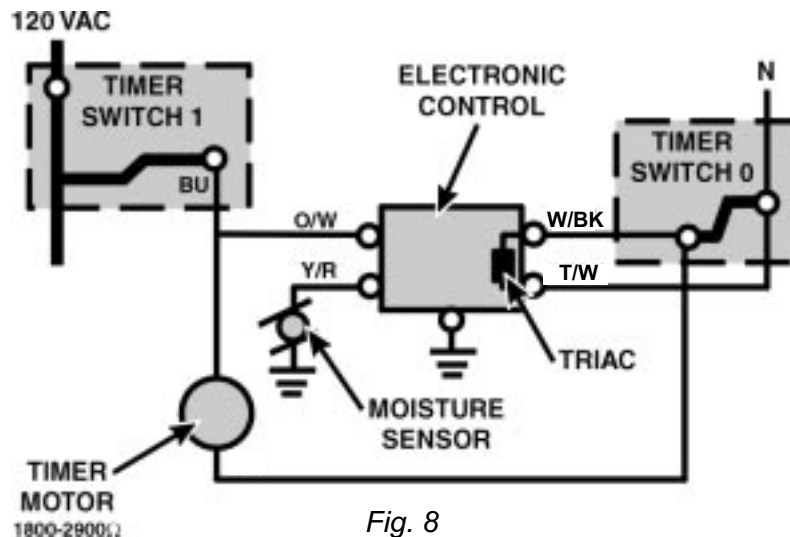 120 VAC
TIMER
SWITCH 1
BU
ELECTRONIC
CONTROL
N
TIMER
SWITCH 0
O/W
W/BK
Y/R
T/W
TRIAC
MOISTURE
SENSOR
TIMER
MOTOR
1800-2900Ω
Fig. 8